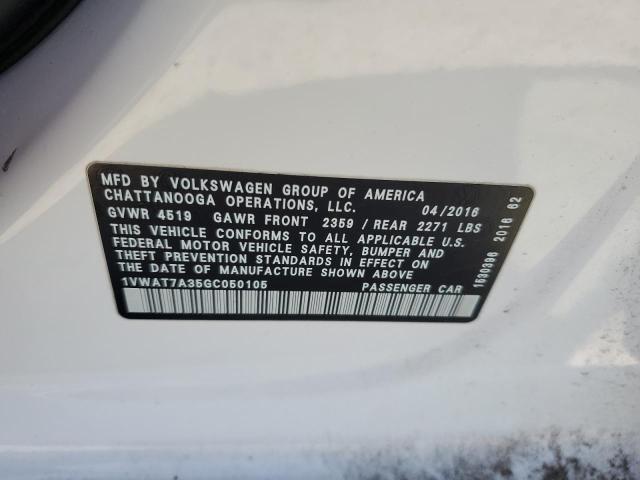 MFD BY VOLKSWAGEN GROUP OF AMERICA
CHATTANOOGA OPERATIONS, LLC. 04/2016
GVWR 4519 GAWR FRONT 2359 / REAR 2271 LBS
THIS VEHICLE CONFORMS TO ALL APPLICABLE U.S.
FEDERAL MOTOR VEHICLE SAFETY, BUMPER AND
THEFT PREVENTION STANDARDS IN EFFECT ON
THE DATE OF MANUFACTURE SHOWN ABOVE
1VWAT7A35GC050105 PASSENGER CAR
1530396 2016 62